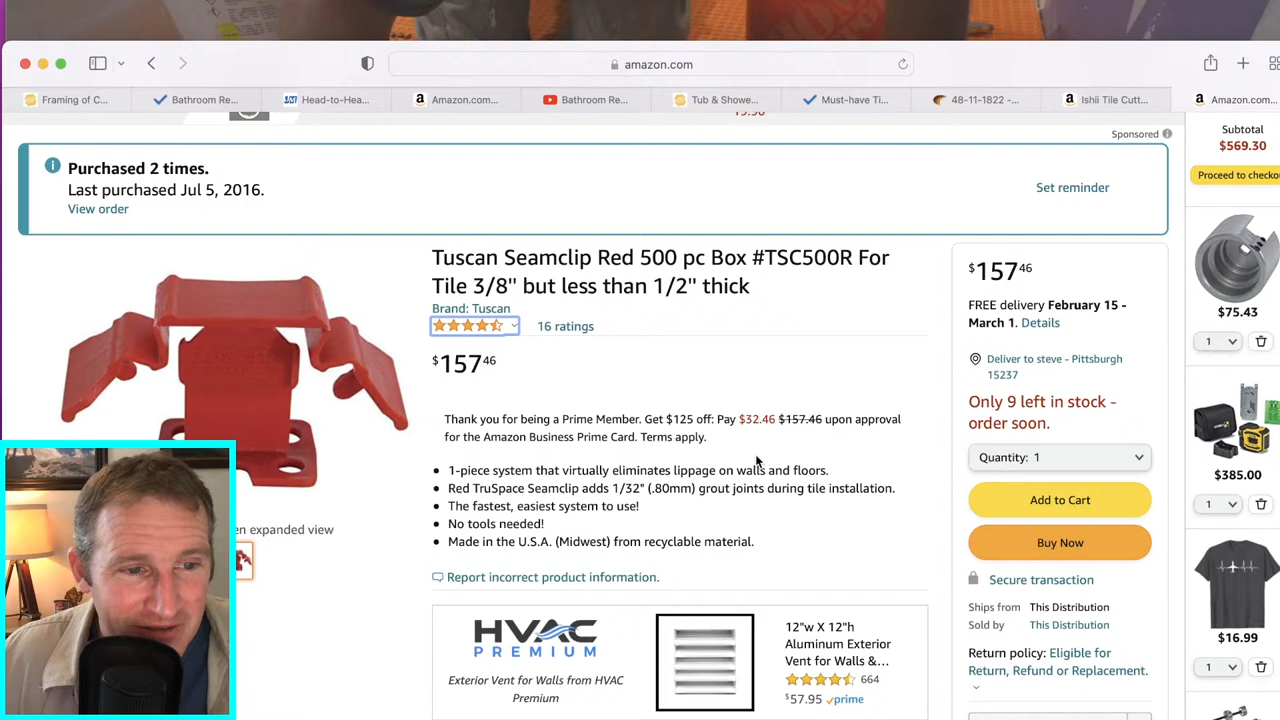 amazon.com
Framing of C...
Bathroom Re...
Head-to-Hea...
Amazon.com...
Bathroom Re...
Tub & Showe...
Must-have Ti...
48-11-1822 -...
Ishii Tile Cutt...
Amazon.com...
Sponsored
Purchased 2 times.
Last purchased Jul 5, 2016.
View order
Set reminder
Tuscan Seamclip Red 500 pc Box #TSC500R For
Tile 3/8" but less than 1/2" thick
Brand: Tuscan
16 ratings
$157.46
Thank you for being a Prime Member. Get $125 off: Pay $32.46 $157.46 upon approval
for the Amazon Business Prime Card. Terms apply.
• 1-piece system that virtually eliminates lippage on walls and floors.
• Red TruSpace Seamclip adds 1/32" (.80mm) grout joints during tile installation.
• The fastest, easiest system to use!
• No tools needed!
• Made in the U.S.A. (Midwest) from recyclable material.
Report incorrect product information.
en expanded view
HVAC
PREMIUM
Exterior Vent for Walls from HVAC
Premium
12"w X 12"h
Aluminum Exterior
Vent for Walls &...
664
$57.95 prime
$157.46
FREE delivery February 15 -
March 1. Details
Deliver to steve - Pittsburgh
15237
Only 9 left in stock -
order soon.
Quantity: 1
Add to Cart
Buy Now
Secure transaction
Ships from This Distribution
Sold by This Distribution
Return policy: Eligible for
Return, Refund or Replacement.
Subtotal
$569.30
Proceed to checko
$75.43
1
$385.00
1
$16.99
1